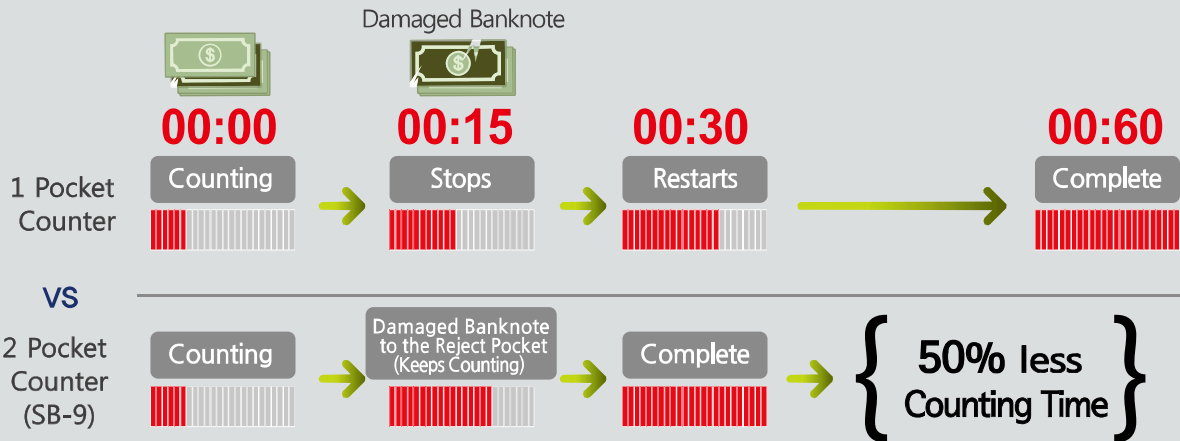 Damaged Banknote
$
$
00:00
00:15
00:30
00:60
1 Pocket
Counter
Counting
Stops
Restarts
Complete
VS
2 Pocket
Counter
(SB-9)
Counting
Damaged Banknote
to the Reject Pocket
(Keeps Counting)
Complete
{ 50% less
Counting Time }